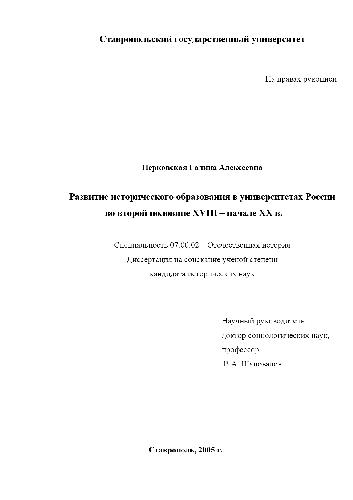 Ставропольский государственный университет
На правах рукописи
Перковская Галина Алексеевна
Развитие исторического образования в университетах России
во второй половине XVIII – начале XX в.
Специальность 07.00.02 – Отечественная история
Диссертация на соискание ученой степени
кандидата исторических наук
Научный руководитель
доктор социологических наук,
профессор
В. А. Шаповалов
Ставрополь, 2005 г.